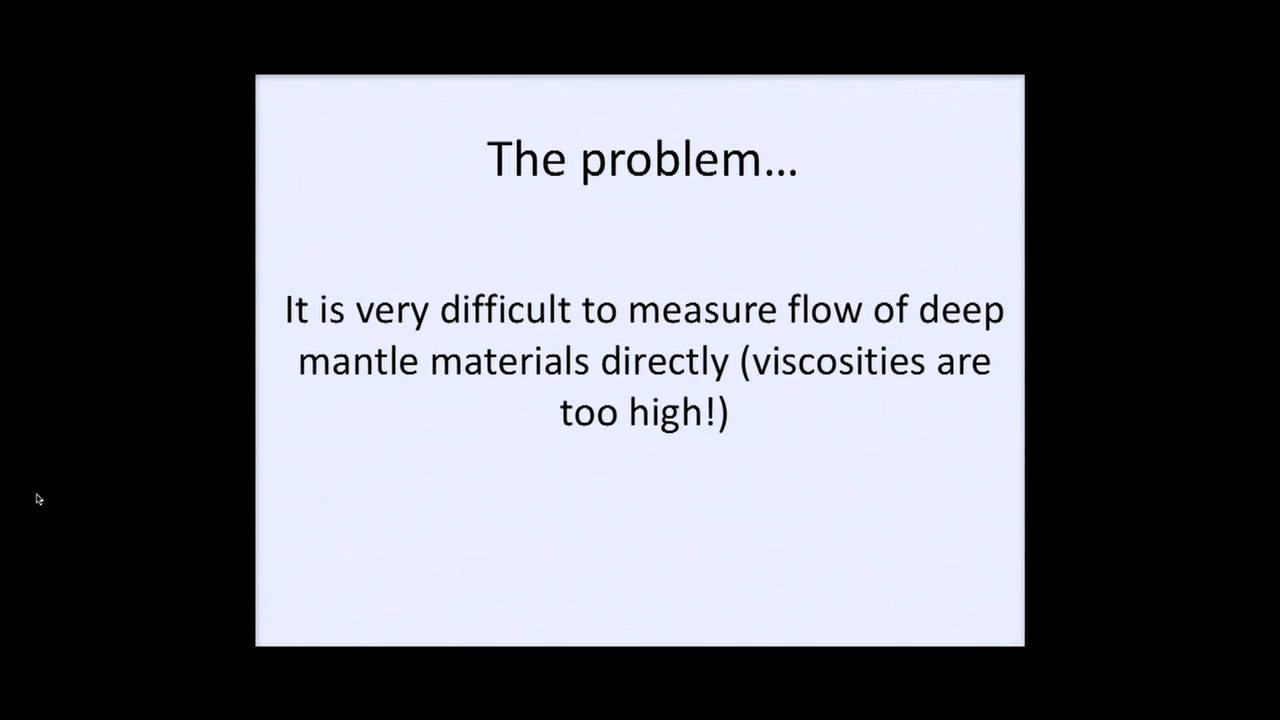 The problem...
It is very difficult to measure flow of deep
mantle materials directly (viscosities are
too high!)